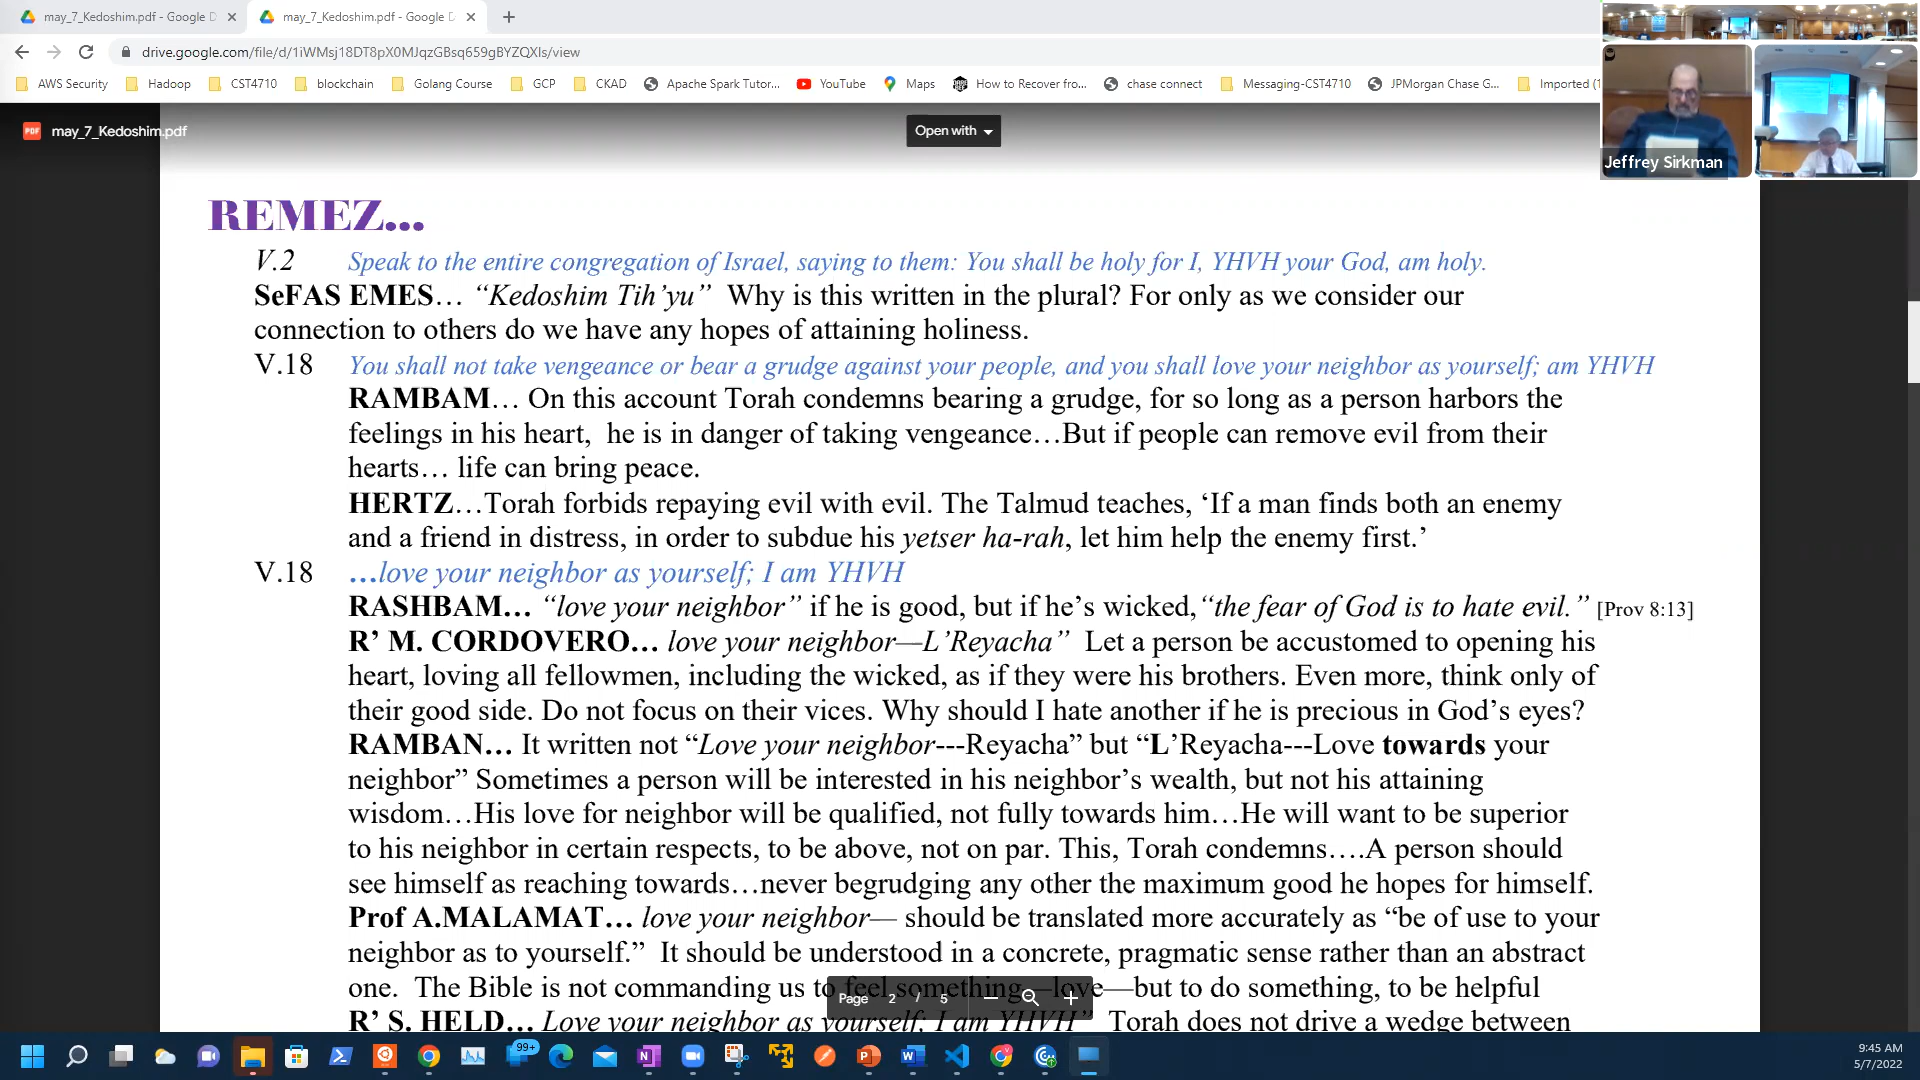 may_7_Kedoshim.pdf - Google D
may_7_Kedoshim.pdf - Google D
drive.google.com/file/d/1iWMsj18DT8pX0MJqzGBsq659gBYZQXls/view
AWS Security Hadoop CST4710 blockchain Golang Course GCP CKAD Apache Spark Tutor... YouTube Maps How to Recover fro... chase connect Messaging-CST4710 JPMorgan Chase G... Imported (1
PDF may_7_Kedoshim.pdf
Open with
Jeffrey Sirkman
REMEZ...
V.2 Speak to the entire congregation of Israel, saying to them: You shall be holy for I, YHVH your God, am holy.
SeFAS EMES… “Kedoshim Tih’yu” Why is this written in the plural? For only as we consider our
connection to others do we have any hopes of attaining holiness.
V.18 You shall not take vengeance or bear a grudge against your people, and you shall love your neighbor as yourself; am YHVH
RAMBAM… On this account Torah condemns bearing a grudge, for so long as a person harbors the
feelings in his heart, he is in danger of taking vengeance…But if people can remove evil from their
hearts… life can bring peace.
HERTZ…Torah forbids repaying evil with evil. The Talmud teaches, ‘If a man finds both an enemy
and a friend in distress, in order to subdue his yetser ha-rah, let him help the enemy first.’
V.18 …love your neighbor as yourself; I am YHVH
RASHBAM… “love your neighbor” if he is good, but if he’s wicked,“the fear of God is to hate evil.” [Prov 8:13]
R’ M. CORDOVERO… love your neighbor—L’Reyacha” Let a person be accustomed to opening his
heart, loving all fellowmen, including the wicked, as if they were his brothers. Even more, think only of
their good side. Do not focus on their vices. Why should I hate another if he is precious in God’s eyes?
RAMBAN… It written not “Love your neighbor---Reyacha” but “L’Reyacha---Love towards your
neighbor” Sometimes a person will be interested in his neighbor’s wealth, but not his attaining
wisdom…His love for neighbor will be qualified, not fully towards him…He will want to be superior
to his neighbor in certain respects, to be above, not on par. This, Torah condemns….A person should
see himself as reaching towards…never begrudging any other the maximum good he hopes for himself.
Prof A.MALAMAT… love your neighbor— should be translated more accurately as “be of use to your
neighbor as to yourself.” It should be understood in a concrete, pragmatic sense rather than an abstract
one. The Bible is not commanding us to feel something—love—but to do something, to be helpful
Page 2 / 5
R’ S. HELD… Love your neighbor as yourself; I am YHVH” Torah does not drive a wedge between
99+
9:45 AM
5/7/2022